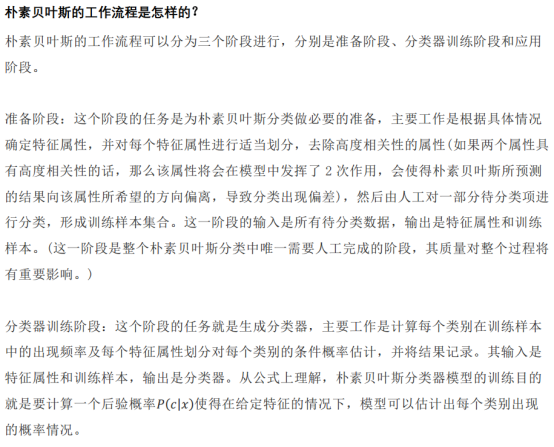 朴素贝叶斯的工作流程是怎样的？
朴素贝叶斯的工作流程可以分为三个阶段进行，分别是准备阶段、分类器训练阶段和应用
阶段。
准备阶段：这个阶段的任务是为朴素贝叶斯分类做必要的准备，主要工作是根据具体情况
确定特征属性，并对每个特征属性进行适当划分，去除高度相关性的属性(如果两个属性具
有高度相关性的话，那么该属性将会在模型中发挥了 2 次作用，会使得朴素贝叶斯所预测
的结果向该属性所希望的方向偏离，导致分类出现偏差)，然后由人工对一部分待分类项进
行分类，形成训练样本集合。这一阶段的输入是所有待分类数据，输出是特征属性和训练
样本。(这一阶段是整个朴素贝叶斯分类中唯一需要人工完成的阶段，其质量对整个过程将
有重要影响。)
分类器训练阶段：这个阶段的任务就是生成分类器，主要工作是计算每个类别在训练样本
中的出现频率及每个特征属性划分对每个类别的条件概率估计，并将结果记录。其输入是
特征属性和训练样本，输出是分类器。从公式上理解，朴素贝叶斯分类器模型的训练目的
就是要计算一个后验概率P(c|x)使得在给定特征的情况下，模型可以估计出每个类别出现
的概率情况。